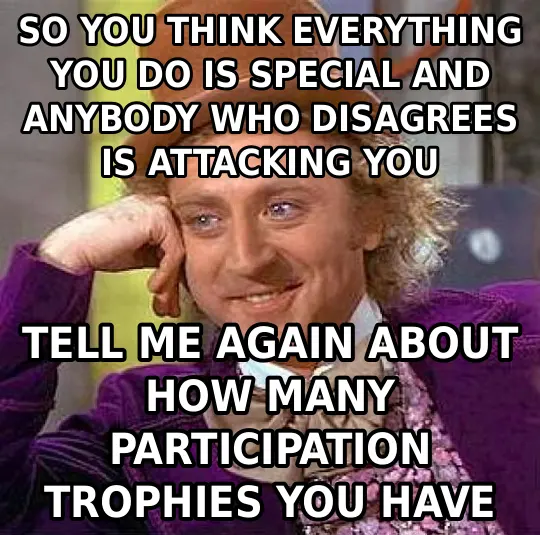 SO YOU THINK EVERYTHING
YOU DO IS SPECIAL AND
ANYBODY WHO DISAGREES
IS ATTACKING YOU
TELL ME AGAIN ABOUT
HOW MANY
PARTICIPATION
TROPHIES YOU HAVE